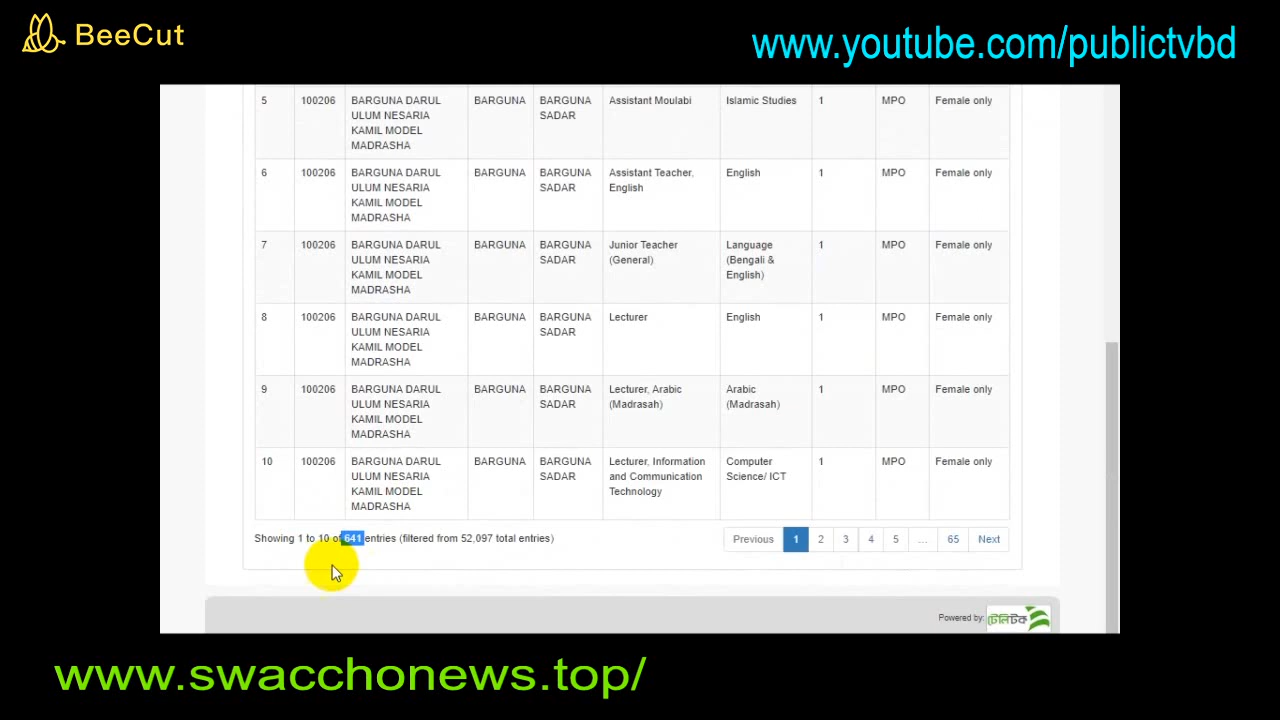 BeeCut
www.youtube.com/publictvbd
5 100206 BARGUNA DARUL BARGUNA BARGUNA Assistant Moulabi Islamic Studies 1 MPO Female only
ULUM NESARIA SADAR
KAMIL MODEL
MADRASHA
6 100206 BARGUNA DARUL BARGUNA BARGUNA Assistant Teacher, English 1 MPO Female only
ULUM NESARIA SADAR English
KAMIL MODEL
MADRASHA
7 100206 BARGUNA DARUL BARGUNA BARGUNA Junior Teacher Language 1 MPO Female only
ULUM NESARIA SADAR (General) (Bengali &
KAMIL MODEL English)
MADRASHA
8 100206 BARGUNA DARUL BARGUNA BARGUNA Lecturer English 1 MPO Female only
ULUM NESARIA SADAR
KAMIL MODEL
MADRASHA
9 100206 BARGUNA DARUL BARGUNA BARGUNA Lecturer, Arabic Arabic 1 MPO Female only
ULUM NESARIA SADAR (Madrasah) (Madrasah)
KAMIL MODEL
MADRASHA
10 100206 BARGUNA DARUL BARGUNA BARGUNA Lecturer, Information Computer 1 MPO Female only
ULUM NESARIA SADAR and Communication Science/ ICT
KAMIL MODEL Technology
MADRASHA
Showing 1 to 10 of 641 entries (filtered from 52,097 total entries) Previous 1 2 3 4 5 ... 65 Next
Powered by: টেলিটক
www.swacchonews.top/